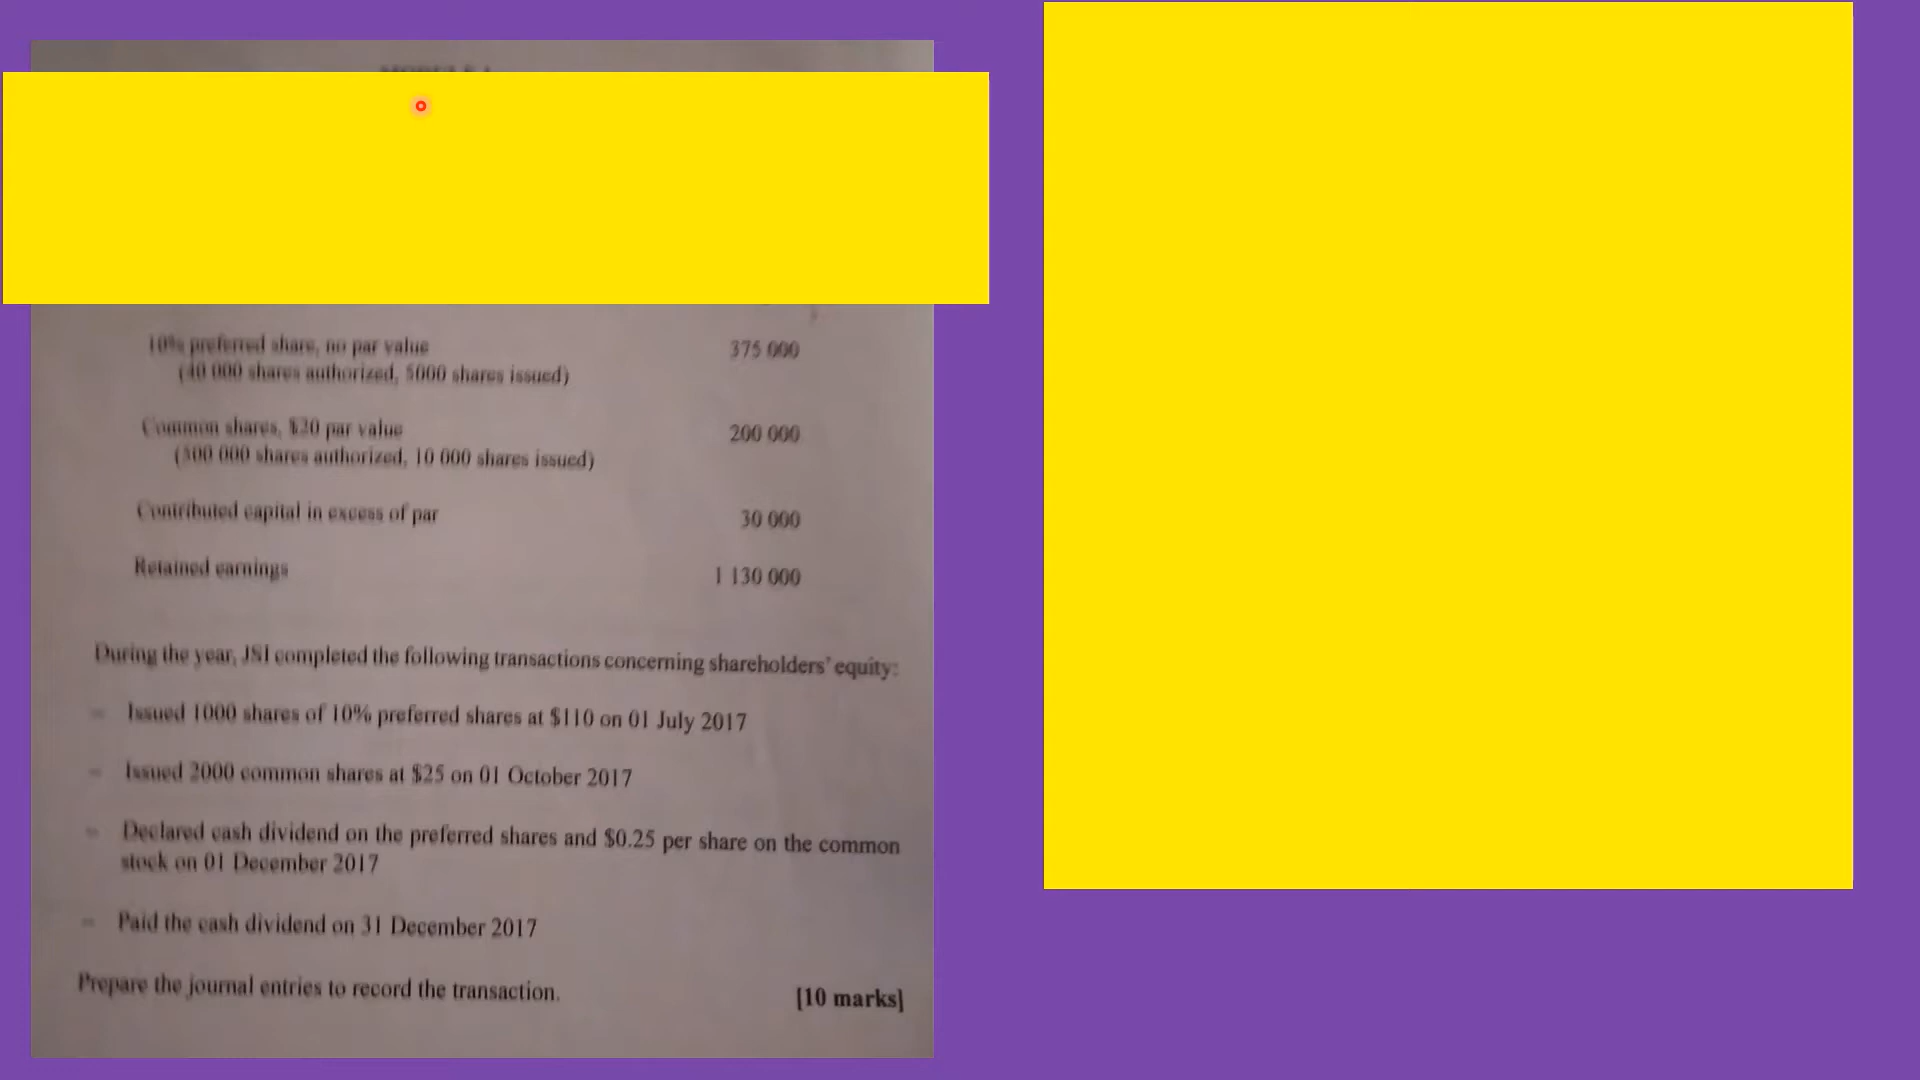 10% preferred share, no par value 375 000
(40 000 shares authorized, 5000 shares issued)
Common shares, $20 par value 200 000
(500 000 shares authorized, 10 000 shares issued)
Contributed capital in excess of par 30 000
Retained earnings 1 130 000
During the year, JSI completed the following transactions concerning shareholders' equity:
– Issued 1000 shares of 10% preferred shares at $110 on 01 July 2017
– Issued 2000 common shares at $25 on 01 October 2017
– Declared cash dividend on the preferred shares and $0.25 per share on the common
stock on 01 December 2017
– Paid the cash dividend on 31 December 2017
Prepare the journal entries to record the transaction. [10 marks]